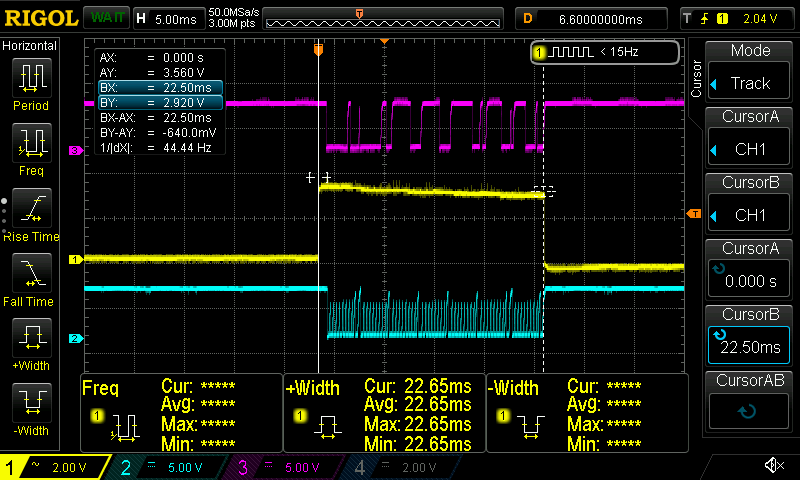 RIGOL WAIT H 5.00ms 50.0MSa/s D 6.60000000ms T 1 2.04 V
3.00M pts
T
Horizontal
Period
Freq
Rise Time
Fall Time
+Width
-Width
AX: = 0.000 s
AY: = 3.560 V
BX: = 22.50ms
BY: = 2.920 V
BX-AX: = 22.50ms
BY-AY: = -640.0mV
1/|dX|: = 44.44 Hz
1 < 15Hz
3
1
2
T
Cursor
Mode
Track
CursorA
CH1
CursorB
CH1
CursorA
0.000 s
CursorB
22.50ms
CursorAB
Freq
1
Cur: *****
Avg: *****
Max: *****
Min: *****
+Width
1
Cur: 22.65ms
Avg: 22.65ms
Max: 22.65ms
Min: 22.65ms
-Width
1
Cur: *****
Avg: *****
Max: *****
Min: *****
1 ~ 2.00 V 2 5.00 V 3 5.00 V 4 2.00 V